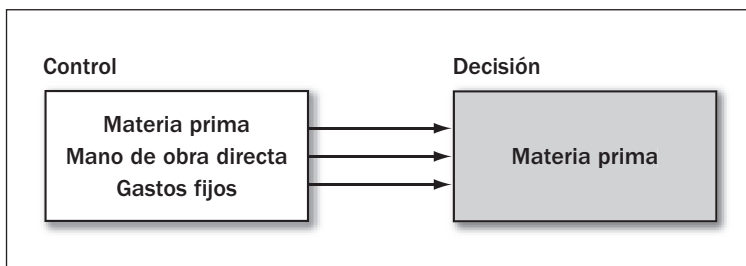 Control
Materia prima
Mano de obra directa
Gastos fijos
Decisión
Materia prima